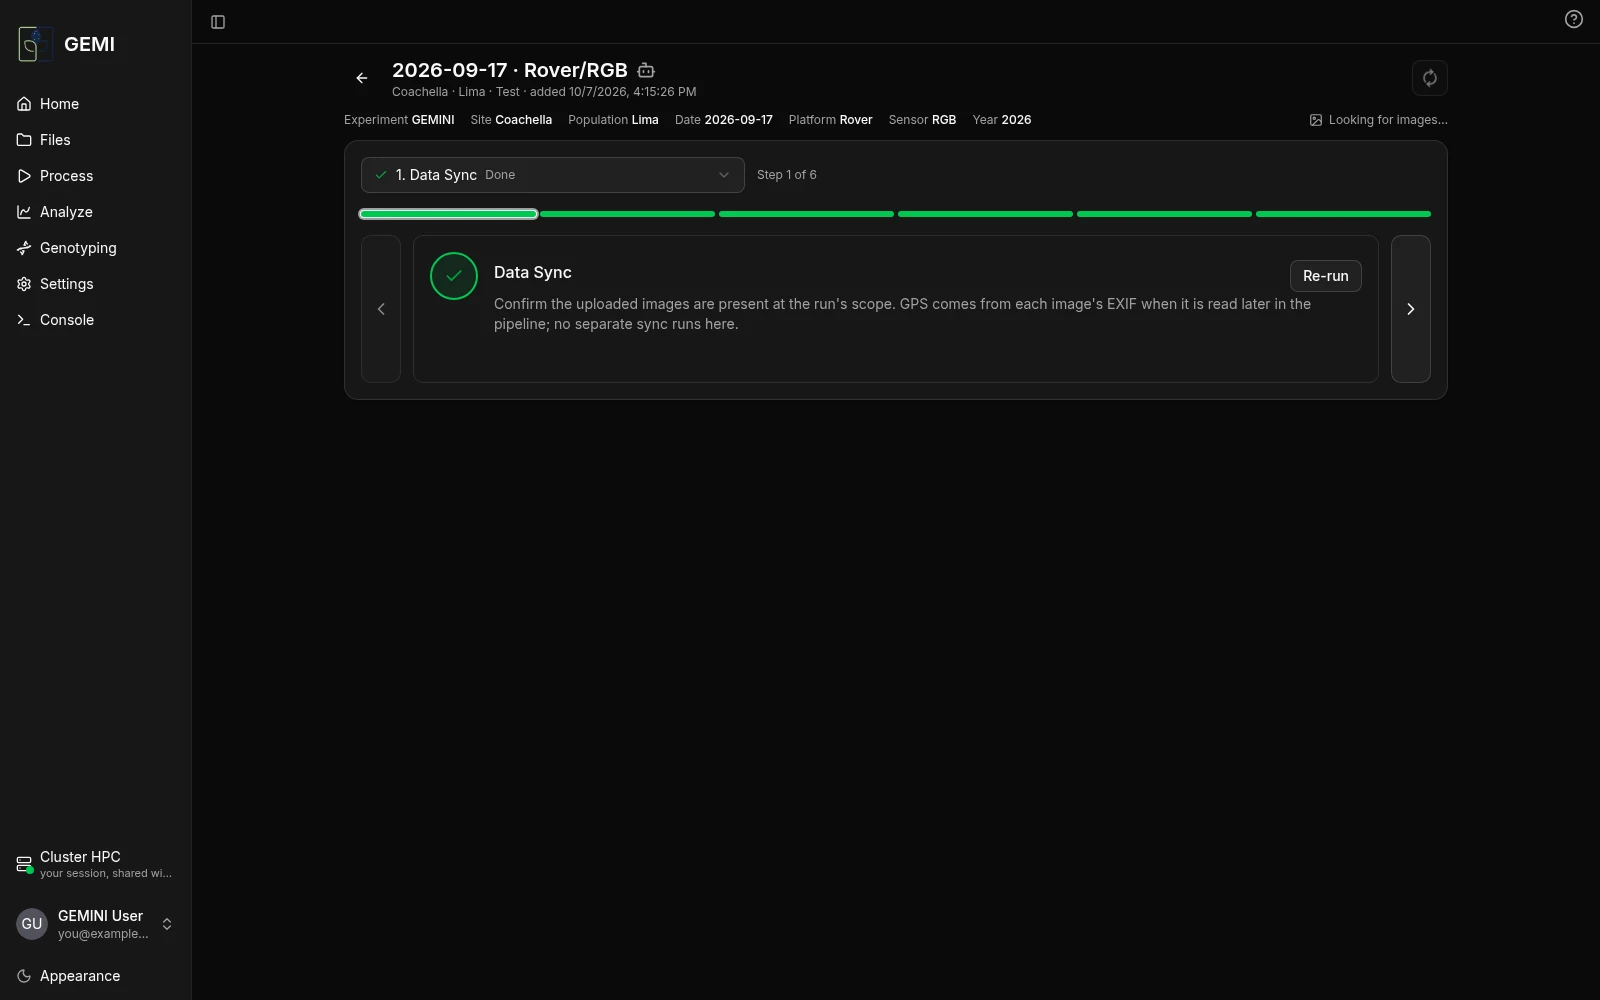 GEMI
Home
Files
Process
Analyze
Genotyping
Settings
Console
Cluster HPC
your session, shared wi...
GU
GEMINI User
you@example...
Appearance
2026-09-17 · Rover/RGB
Coachella · Lima · Test · added 10/7/2026, 4:15:26 PM
Experiment GEMINI Site Coachella Population Lima Date 2026-09-17 Platform Rover Sensor RGB Year 2026
Looking for images...
1. Data Sync Done
Step 1 of 6
Data Sync
Re-run
Confirm the uploaded images are present at the run's scope. GPS comes from each image's EXIF when it is read later in the
pipeline; no separate sync runs here.